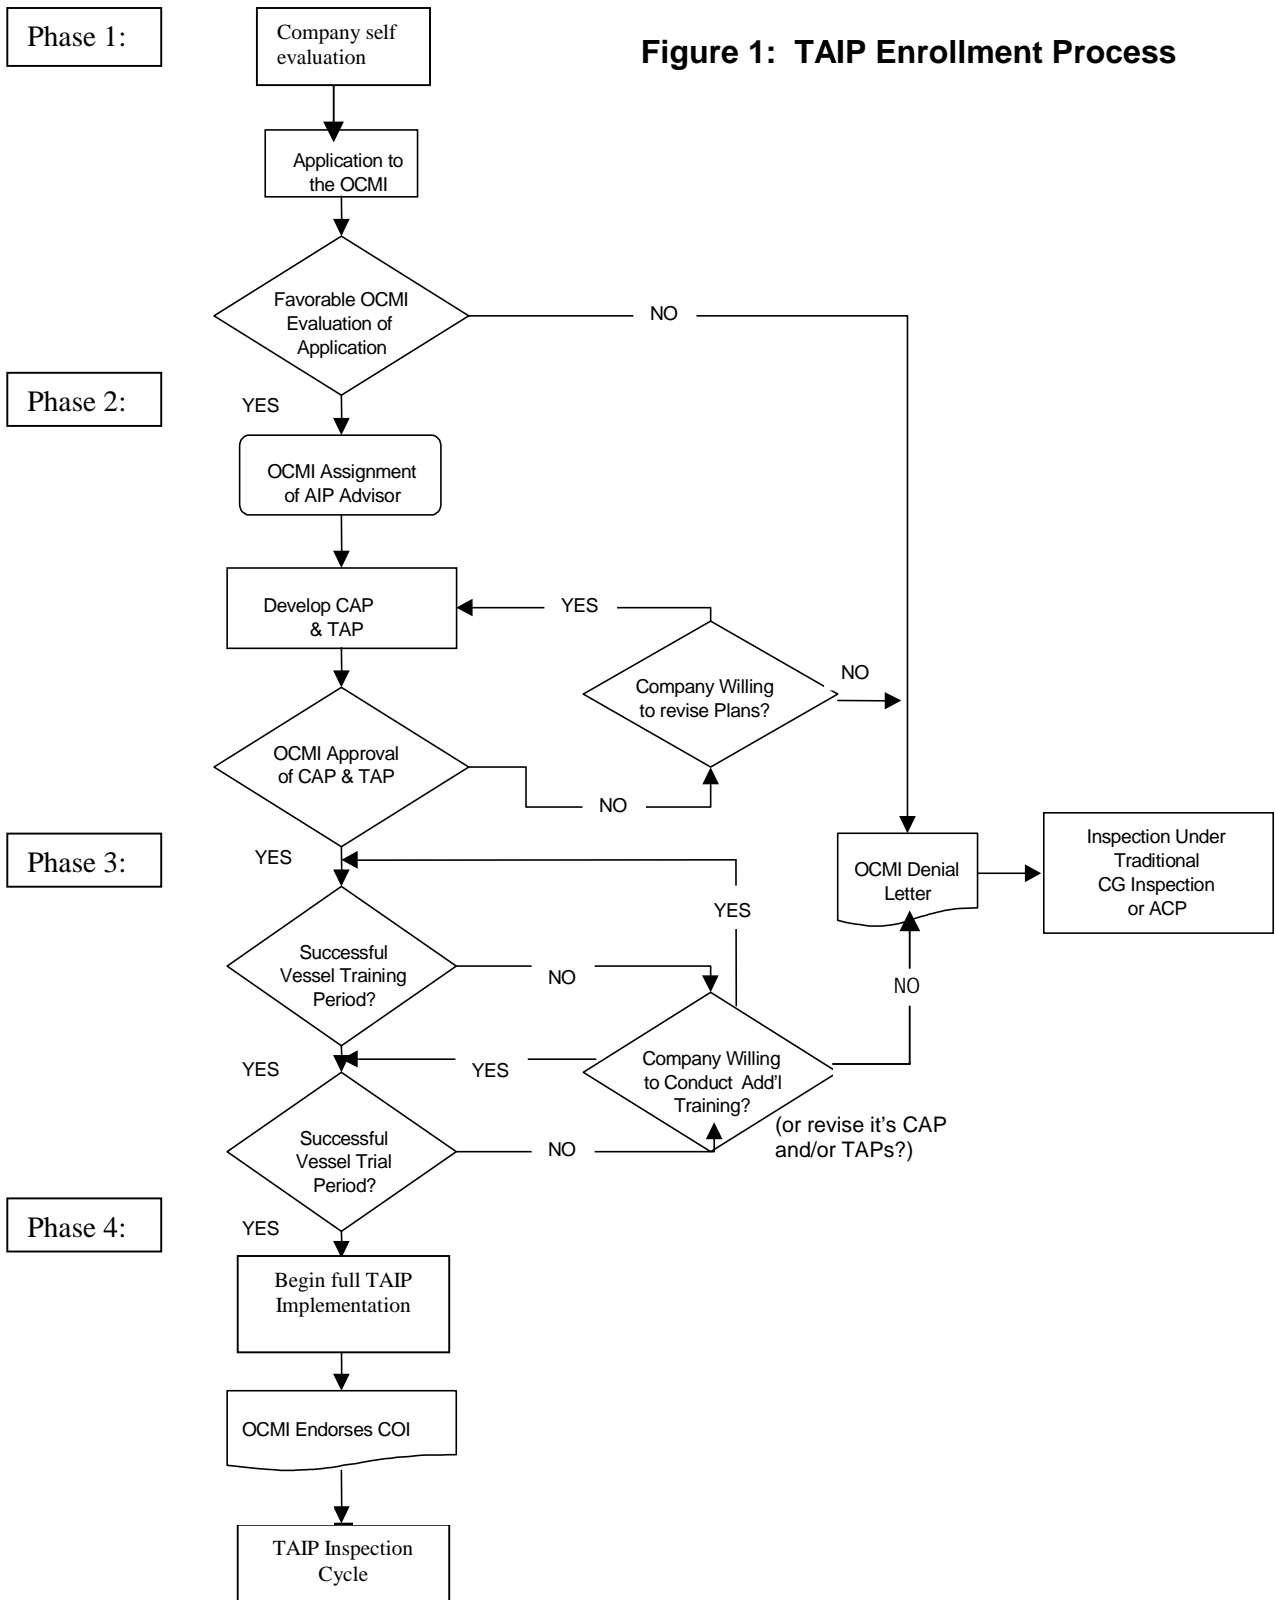 Phase 1:
Company self
evaluation
Figure 1:  TAIP Enrollment Process
Application to
the OCMI
Favorable OCMI
Evaluation of
Application
NO
Phase 2:
YES
OCMI Assignment
of AIP Advisor
Develop CAP
& TAP
YES
Company Willing
to revise Plans?
NO
OCMI Approval
of CAP & TAP
NO
Phase 3:
YES
OCMI Denial
Letter
Inspection Under
Traditional
CG Inspection
or ACP
YES
Successful
Vessel Training
Period?
NO
NO
YES
YES
Company Willing
to Conduct  Add'l
Training?
(or revise it's CAP
and/or TAPs?)
Successful
Vessel Trial
Period?
NO
Phase 4:
YES
Begin full TAIP
Implementation
OCMI Endorses COI
TAIP Inspection
Cycle